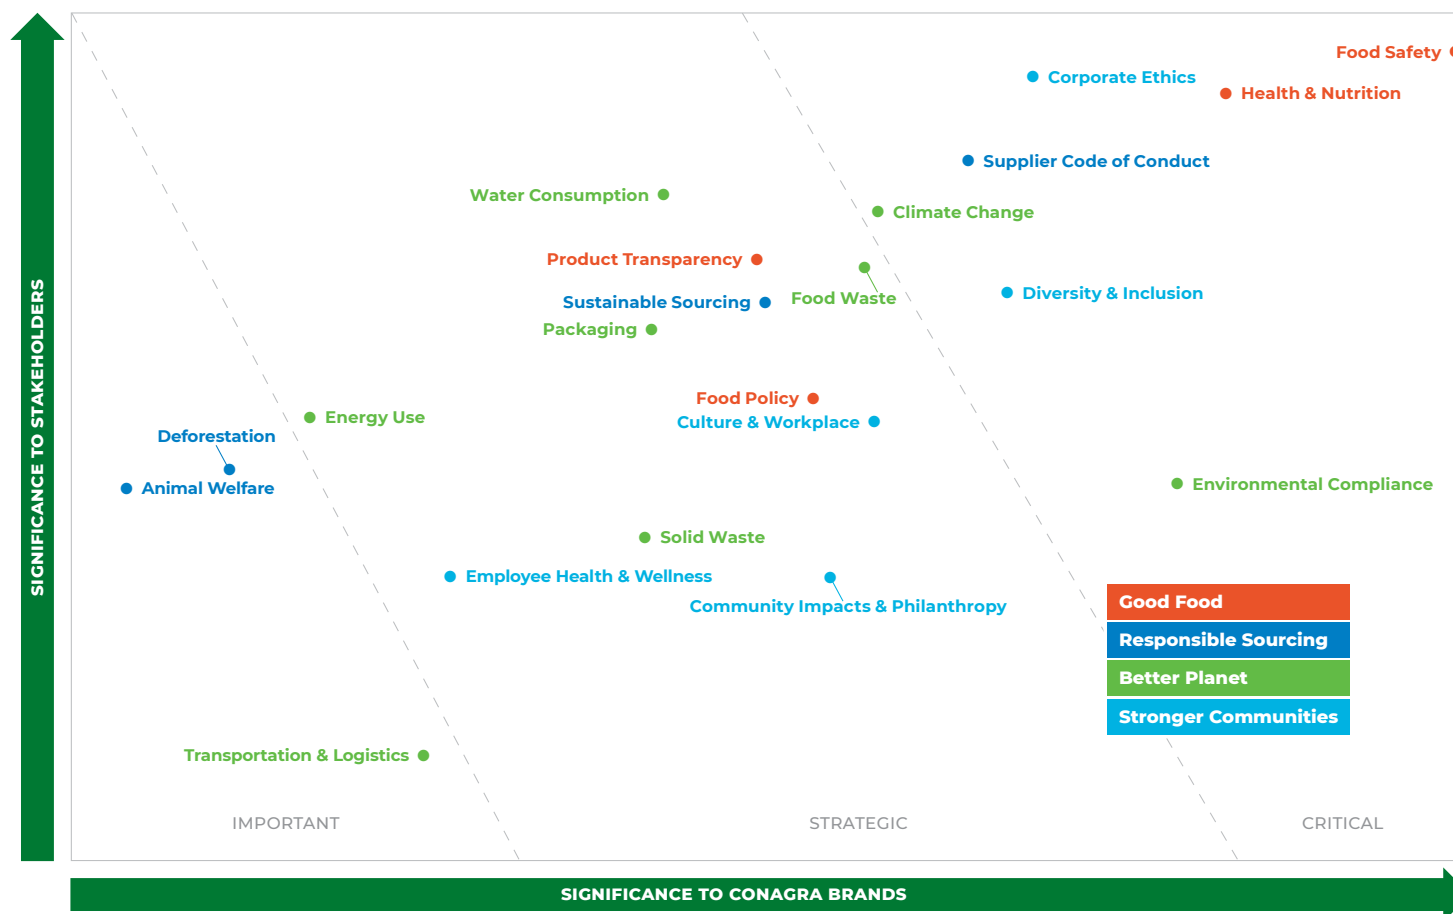 Food Safety
Corporate Ethics
Health & Nutrition
Supplier Code of Conduct
Water Consumption
Climate Change
Product Transparency
Diversity & Inclusion
Food Waste
Sustainable Sourcing
Packaging
Food Policy
Energy Use
Culture & Workplace
Deforestation
Animal Welfare
Environmental Compliance
Solid Waste
Employee Health & Wellness
Community Impacts & Philanthropy
Good Food
Responsible Sourcing
Better Planet
Stronger Communities
Transportation & Logistics
IMPORTANT
STRATEGIC
CRITICAL
SIGNIFICANCE TO STAKEHOLDERS
SIGNIFICANCE TO CONAGRA BRANDS